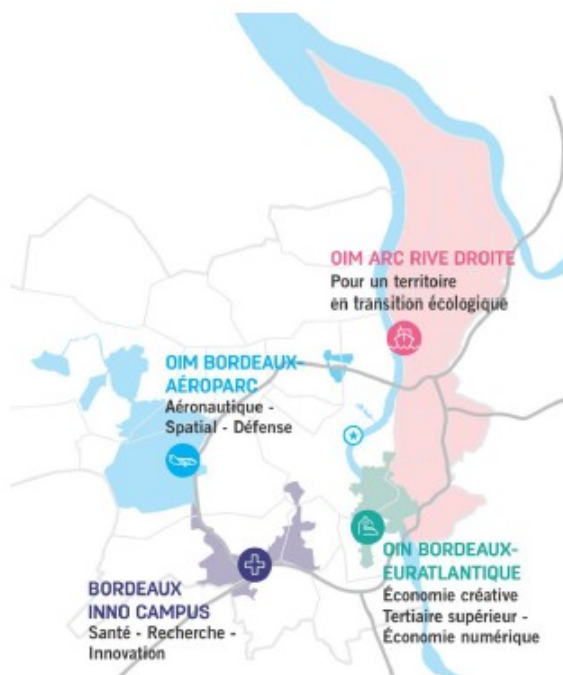 OIM ARC RIVE DROITE
Pour un territoire
en transition écologique
OIM BORDEAUX-
AÉROPARC
Aéronautique -
Spatial - Défense
OIN BORDEAUX-
EURATLANTIQUE
Économie créative
Tertiaire supérieur -
Économie numérique
BORDEAUX
INNO CAMPUS
Santé - Recherche -
Innovation